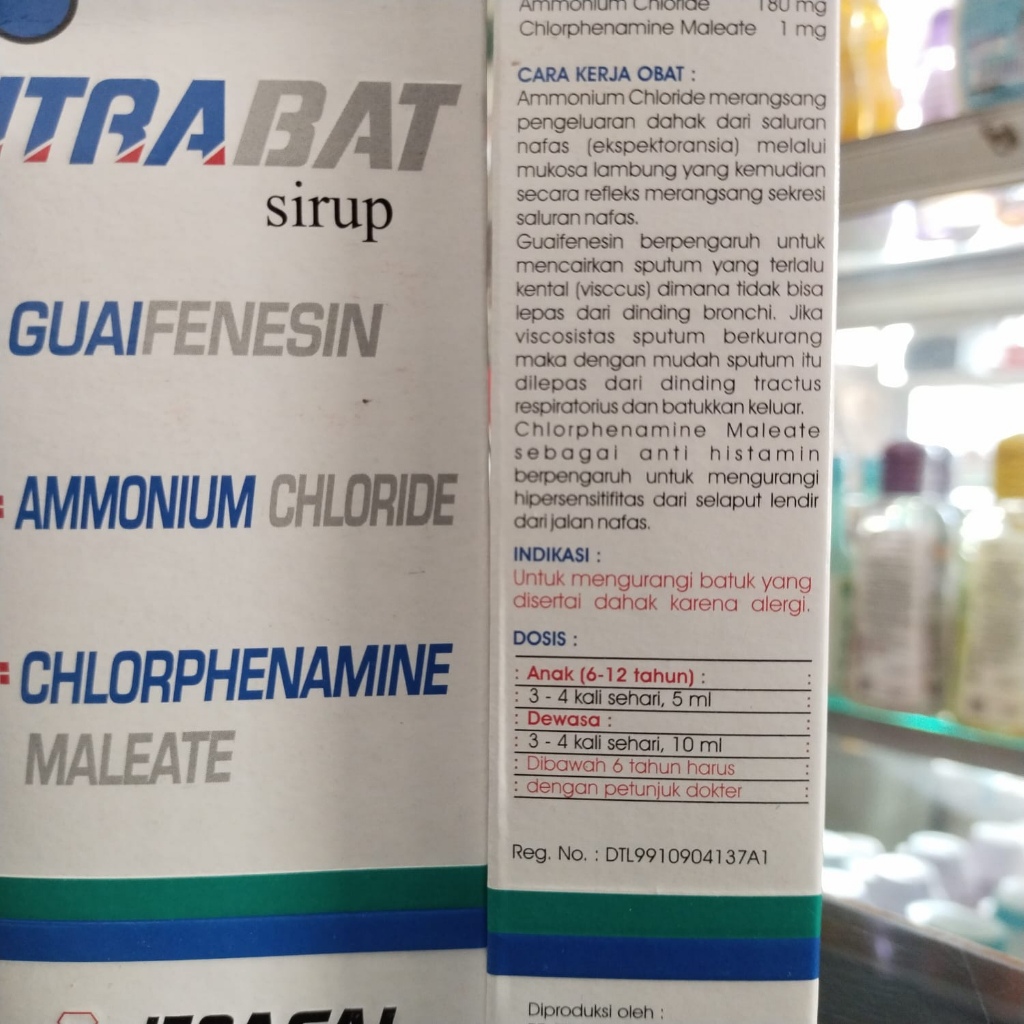 BAT
sirup
GUAIFENESIN
= AMMONIUM CHLORIDE
= CHLORPHENAMINE
MALEATE
Ammonium Chloride 180 mg
Chlorphenamine Maleate 1 mg
CARA KERJA OBAT :
Ammonium Chloride merangsang
pengeluaran dahak dari saluran
nafas (ekspektoransia) melalui
mukosa lambung yang kemudian
secara refleks merangsang sekresi
saluran nafas.
Guaifenesin berpengaruh untuk
mencairkan sputum yang terlalu
kental (visccus) dimana tidak bisa
lepas dari dinding bronchi. Jika
viscosistas sputum berkurang
maka dengan mudah sputum itu
dilepas dari dinding tractus
respiratorius dan batukkan keluar.
Chlorphenamine Maleate
sebagai anti histamin
berpengaruh untuk mengurangi
hipersensitifitas dari selaput lendir
dari jalan nafas.
INDIKASI :
Untuk mengurangi batuk yang
disertai dahak karena alergi.
DOSIS :
: Anak (6-12 tahun) : :
: 3 - 4 kali sehari, 5 ml :
: Dewasa : :
: 3 - 4 kali sehari, 10 ml :
: Dibawah 6 tahun harus :
: dengan petunjuk dokter :
Reg. No. : DTL9910904137A1
Diproduksi oleh :